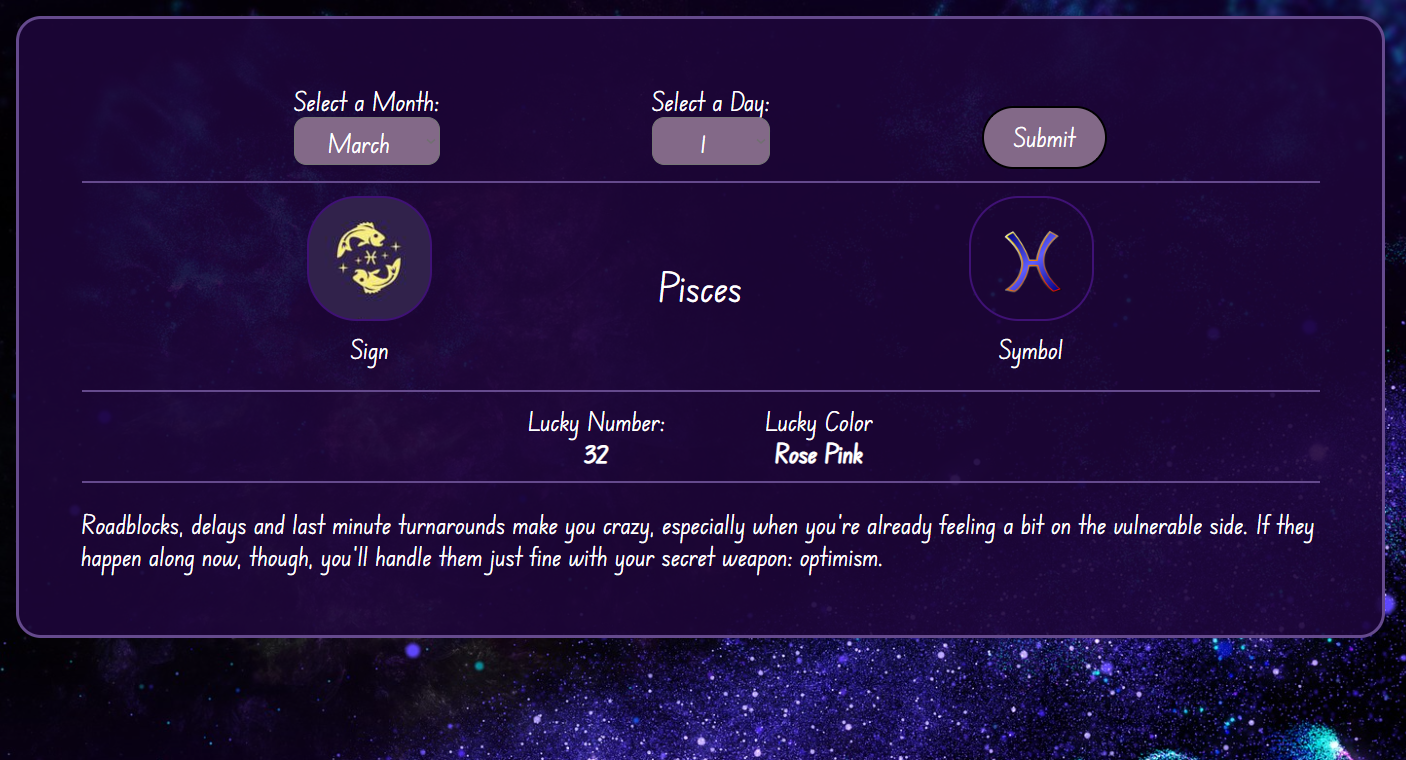 Select a Month:
Select a Day:
March
1
Submit
Pisces
Sign
Symbol
Lucky Number:
Lucky Color
32
Rose Pink
Roadblocks, delays and last minute turnarounds make you crazy, especially when you're already feeling a bit on the vulnerable side. If they
happen along now, though, you'll handle them just fine with your secret weapon: optimism.